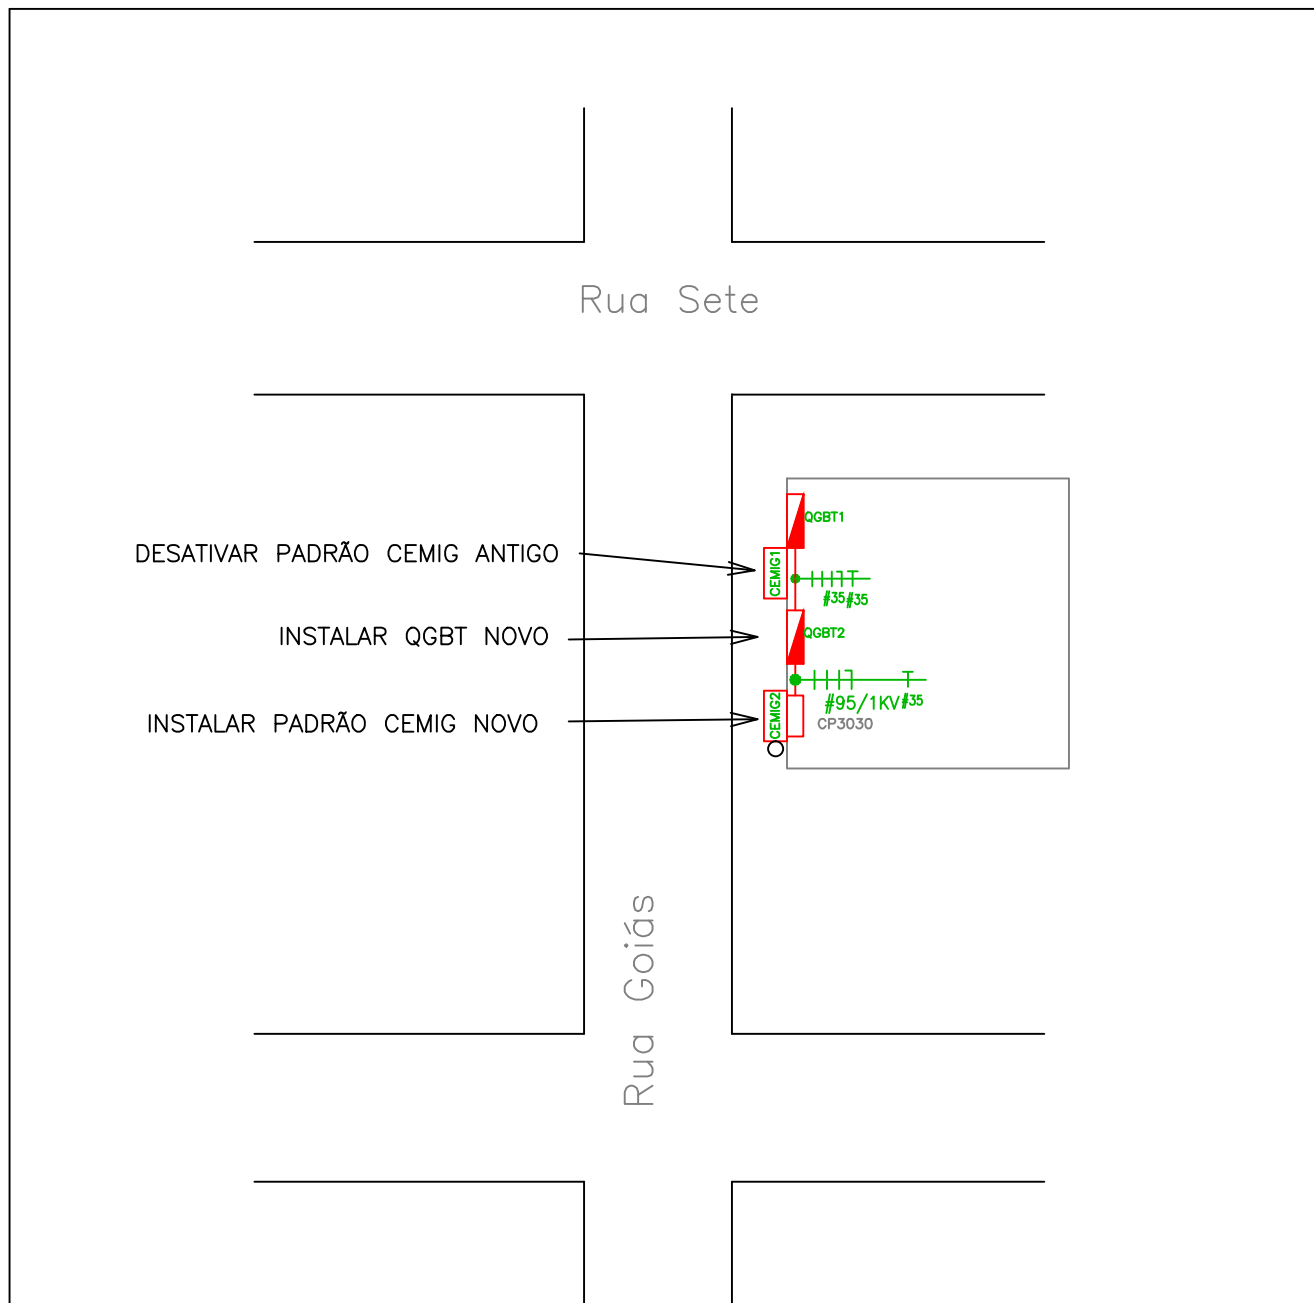 Rua Sete
QGBT1
DESATIVAR PADRÃO CEMIG ANTIGO
CEMIG1
#35 #35
INSTALAR QGBT NOVO
QGBT2
INSTALAR PADRÃO CEMIG NOVO
CEMIG2
#95/1KV #35
CP3030
Rua Goiás